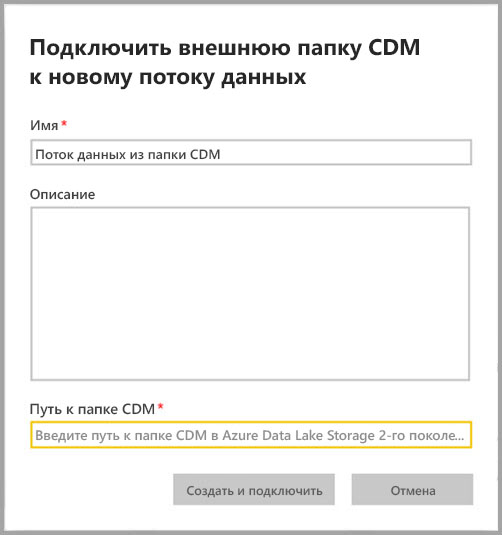 Подключить внешнюю папку CDM
к новому потоку данных
Имя *
Поток данных из папки CDM
Описание
Путь к папке CDM *
Введите путь к папке CDM в Azure Data Lake Storage 2-го поколе...
Создать и подключить
Отмена